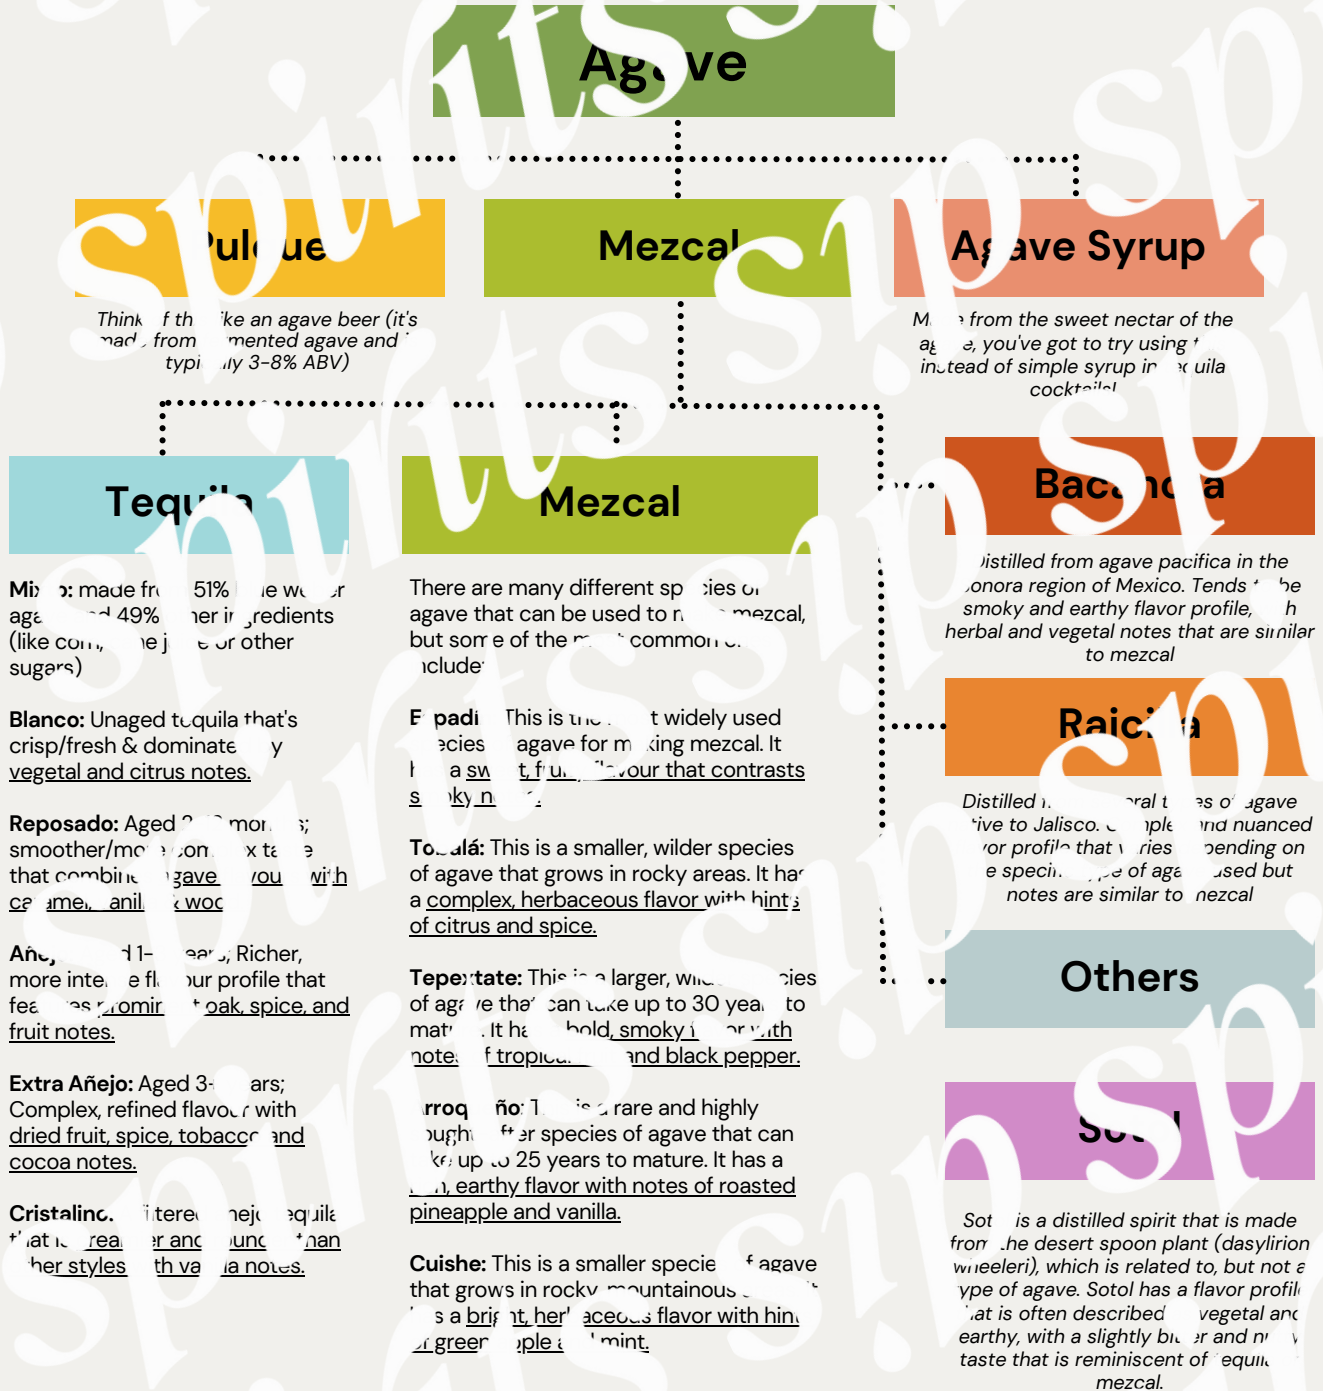 Agave
Pulque
Mezcal
Agave Syrup
Think of this like an agave beer (it's
made from fermented agave and is
typically 3-8% ABV)
Made from the sweet nectar of the
agave, you've got to try using
instead of simple syrup in tequila
cocktails!
Tequila
Mixto: made from 51% blue weber
agave and 49% other ingredients
(like corn, cane juice or other
sugars)
Blanco: Unaged tequila that's
crisp/fresh & dominated by
vegetal and citrus notes.
Reposado: Aged months;
smoother/more complex taste
that combines agave flavours with
caramel, vanilla & wood
Añejo: Aged years; Richer,
more intense flavour profile that
features prominent oak, spice, and
fruit notes.
Extra Añejo: Aged years;
Complex, refined flavour with
dried fruit, spice, tobacco and
cocoa notes.
Cristalino: Filtered añejo tequila
that is creamier and rounder than
other styles with vanilla notes.
Mezcal
There are many different species of
agave that can be used to make mezcal,
but some of the most common
include:
Espadín: This is the most widely used
species of agave for making mezcal. It
has a sweet, fruity flavour that contrasts
smoky notes.
Tobalá: This is a smaller, wilder species
of agave that grows in rocky areas. It has
a complex, herbaceous flavor with hints
of citrus and spice.
Tepextate: This is a larger, wilder species
of agave that can take up to 30 years to
mature. It has a bold, smoky flavor with
notes of tropical and black pepper.
Arroqueño: This is a rare and highly
sought after species of agave that can
take up to 25 years to mature. It has a
rich, earthy flavor with notes of roasted
pineapple and vanilla.
Cuishe: This is a smaller species of agave
that grows in rocky, mountainous
has a bright, herbaceous flavor with hints
of green apple and mint.
Bacanora
Distilled from agave pacifica in the
Sonora region of Mexico. Tends to be
smoky and earthy flavor profile, with
herbal and vegetal notes that are similar
to mezcal
Raicilla
Distilled from several types of agave
native to Jalisco. Complex and nuanced
flavor profile that varies depending on
the specific type of agave used but
notes are similar to mezcal
Others
Sotol
Sotol is a distilled spirit that is made
from the desert spoon plant (dasylirion
wheeleri), which is related to, but not a
type of agave. Sotol has a flavor profile
that is often described as vegetal and
earthy, with a slightly bitter and nutty
taste that is reminiscent of tequila or
mezcal.
sip spirits
sip spirits
sip spirits
sip spirits